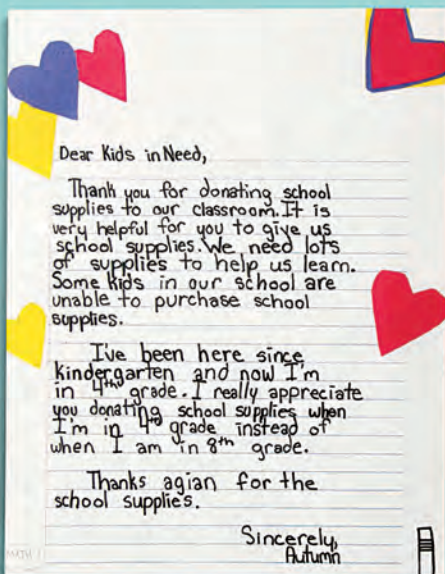 Dear Kids in Need,
Thank you for donating school
supplies to our classroom. It is
very helpful for you to give us
school supplies. We need lots
of supplies to help us learn.
Some kids in our school are
unable to purchase school
supplies.
I've been here since
kindergarten and now I'm
in 4th grade. I really appreciate
you donating school supplies when
I'm in 4th grade instead of
when I am in 8th grade.
Thanks agian for the
school supplies.
Sincerely,
Autumn